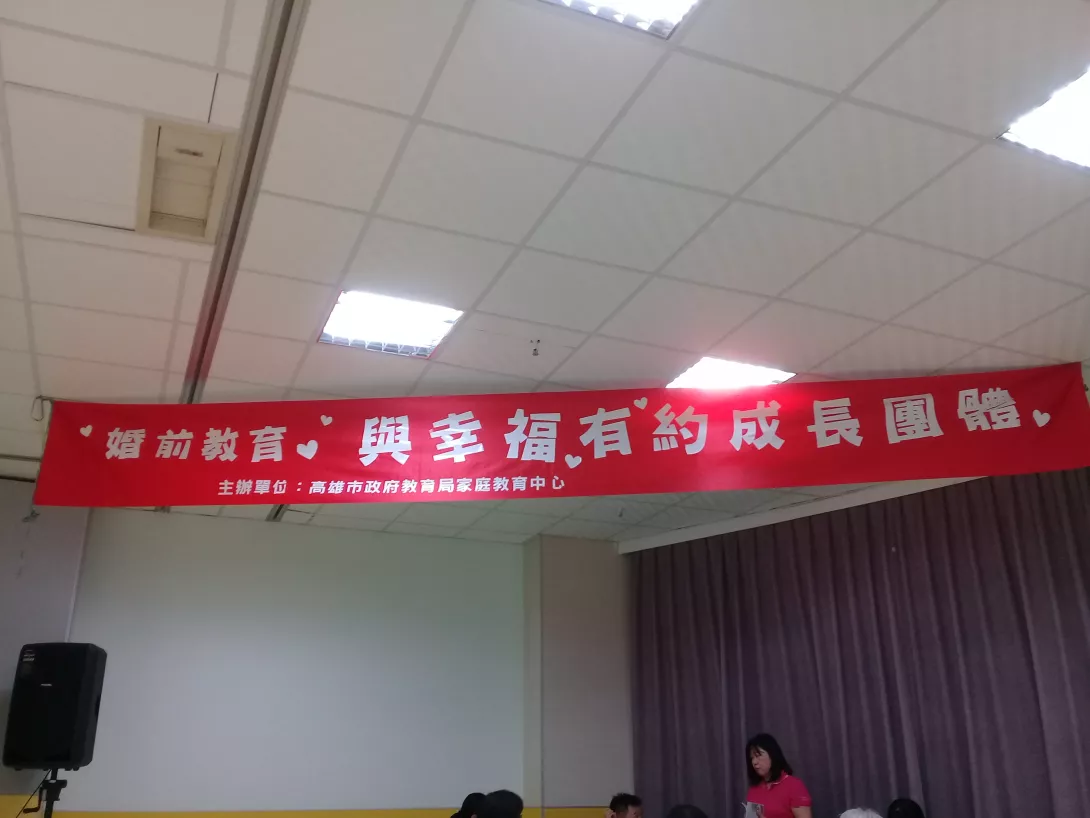 婚前教育 與幸福有約成長團體
主辦單位：高雄市政府教育局家庭教育中心